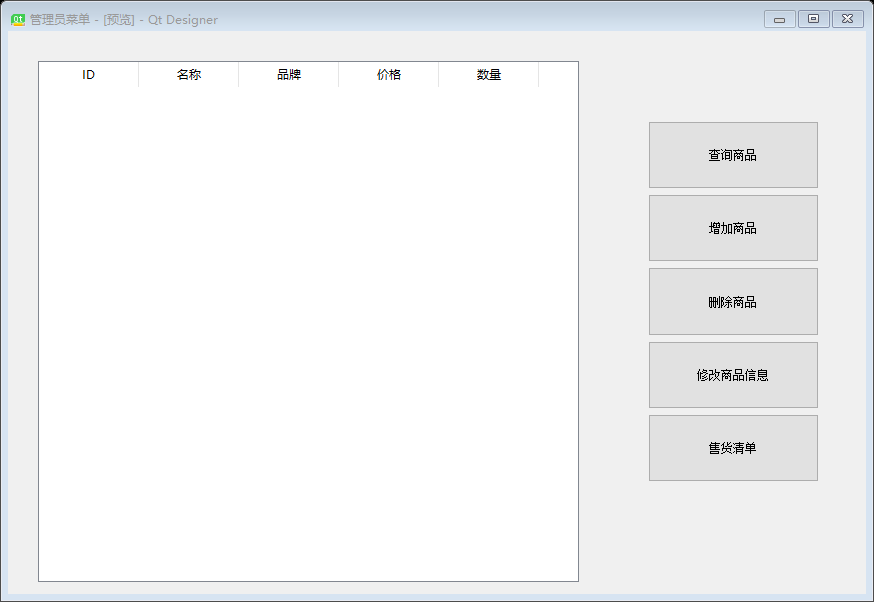 管理员菜单 - [预览] - Qt Designer
ID 名称 品牌 价格 数量
查询商品
增加商品
删除商品
修改商品信息
售货清单